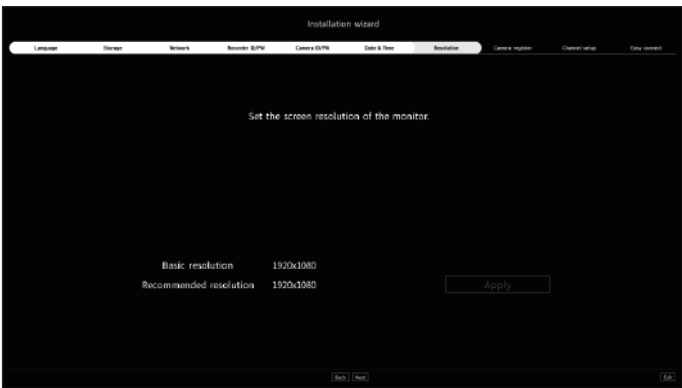 Installation wizard
Language Storage Network Recorder ID/PW Camera ID/PW Date & Time Resolution Camera register Channel setup Easy connect
Set the screen resolution of the monitor.
Basic resolution 1920x1080
Recommended resolution 1920x1080 Apply
Back Next Exit